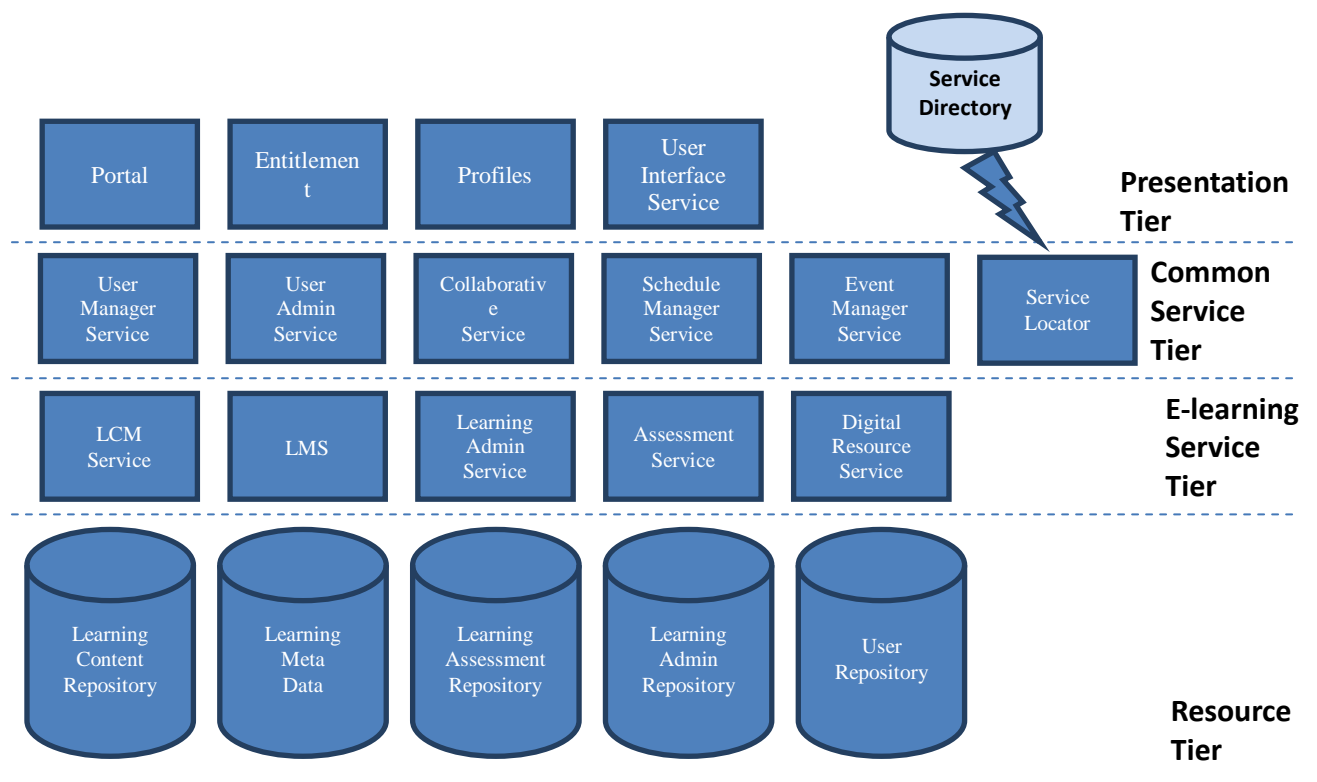 Service
Directory
Portal
Entitlemen
t
Profiles
User
Interface
Service
Presentation
Tier
User
Manager
Service
User
Admin
Service
Collaborativ
e
Service
Schedule
Manager
Service
Event
Manager
Service
Service
Locator
Common
Service
Tier
LCM
Service
LMS
Learning
Admin
Service
Assessment
Service
Digital
Resource
Service
E-learning
Service
Tier
Learning
Content
Repository
Learning
Meta
Data
Learning
Assessment
Repository
Learning
Admin
Repository
User
Repository
Resource
Tier